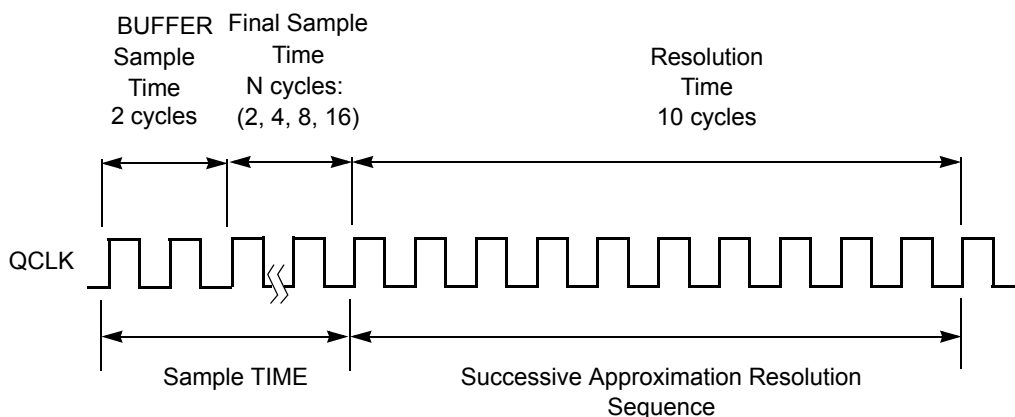 BUFFER
Sample
Time
2 cycles
Final Sample
Time
N cycles:
(2, 4, 8, 16)
Resolution
Time
10 cycles
QCLK
Sample TIME
Successive Approximation Resolution
Sequence